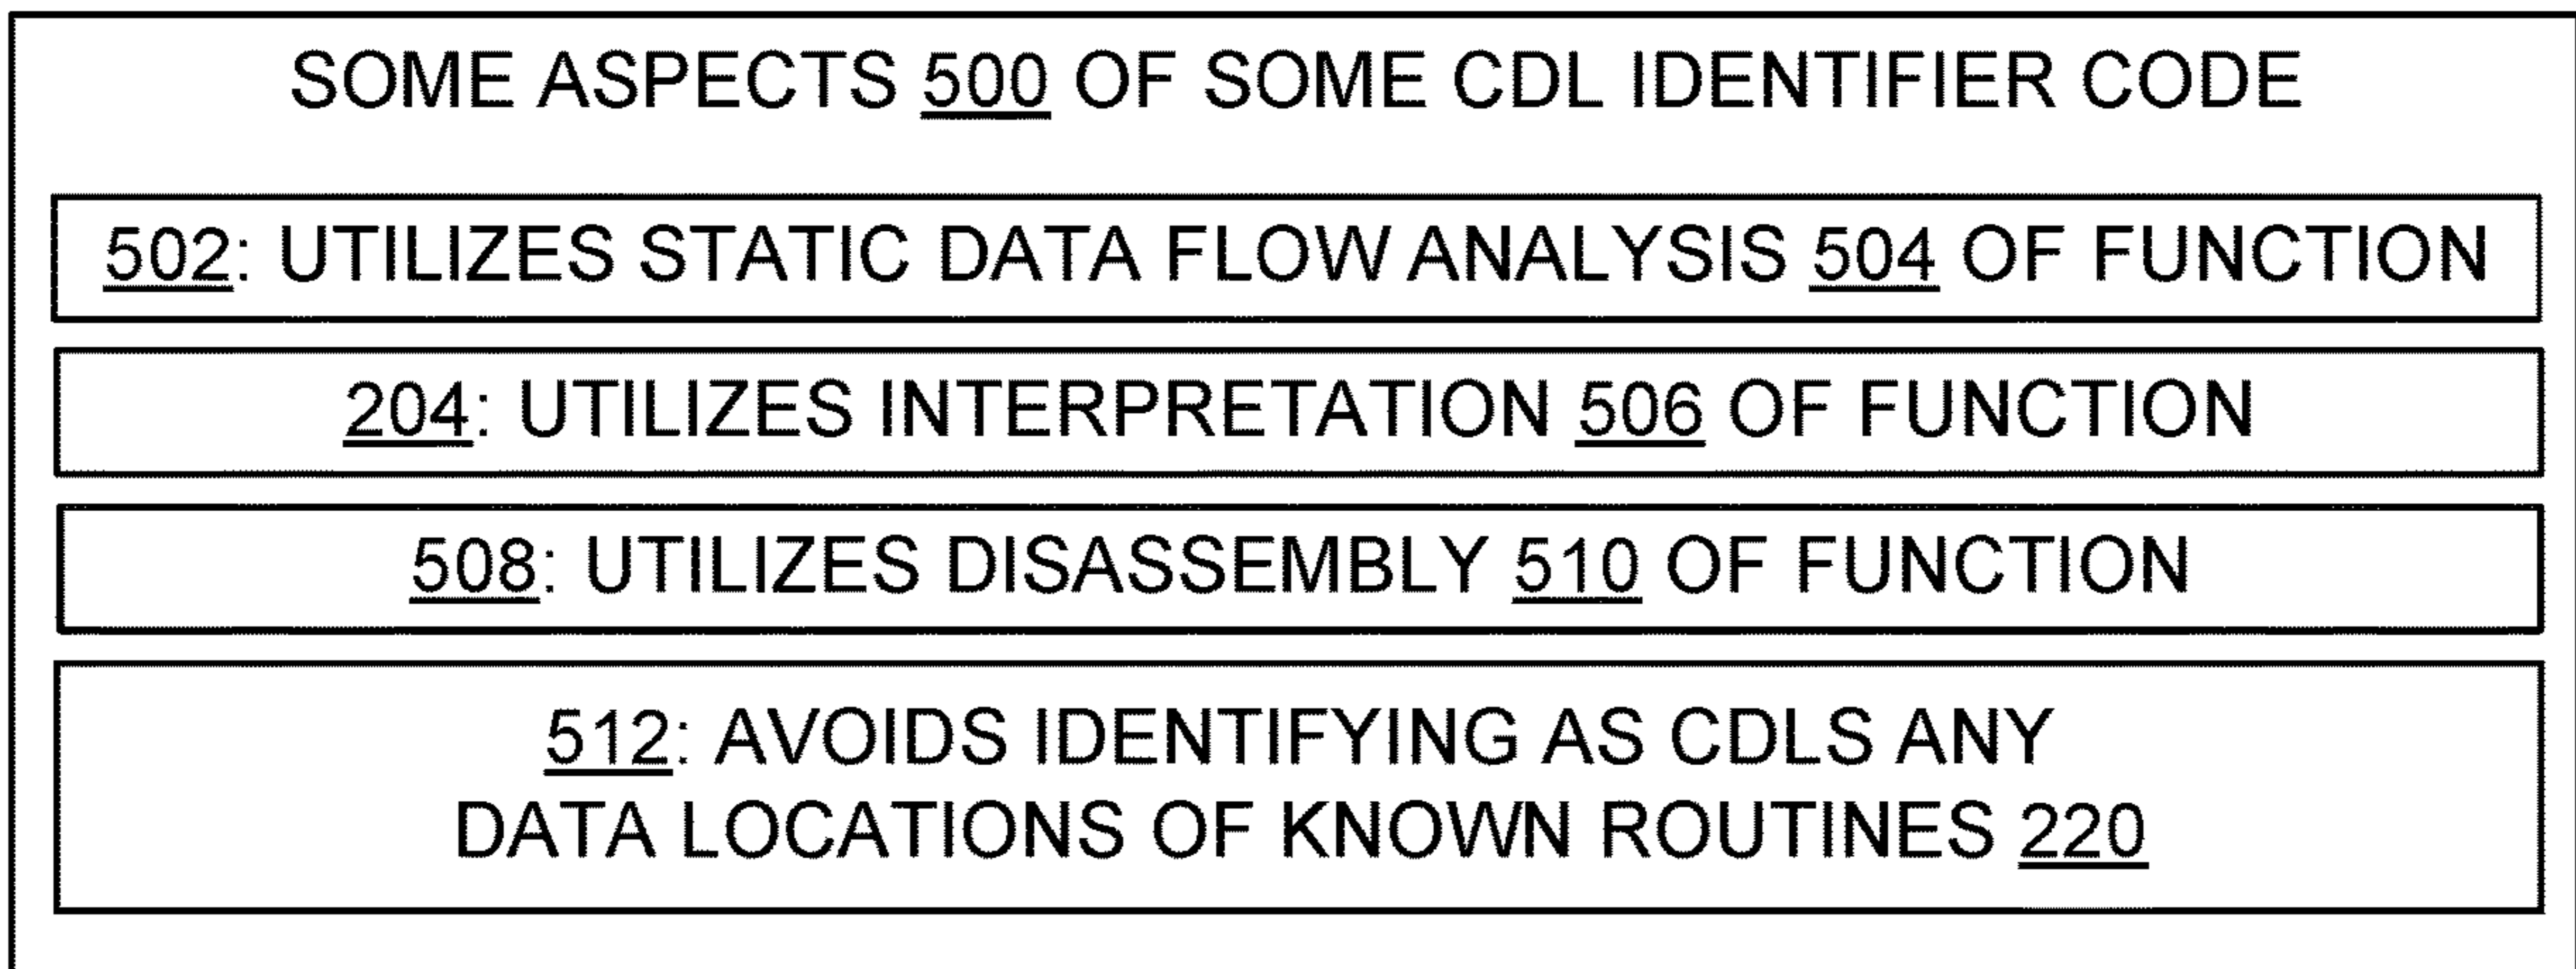 SOME ASPECTS 500 OF SOME CDL IDENTIFIER CODE
502: UTILIZES STATIC DATA FLOW ANALYSIS 504 OF FUNCTION
204: UTILIZES INTERPRETATION 506 OF FUNCTION
508: UTILIZES DISASSEMBLY 510 OF FUNCTION
512: AVOIDS IDENTIFYING AS CDLS ANY
DATA LOCATIONS OF KNOWN ROUTINES 220